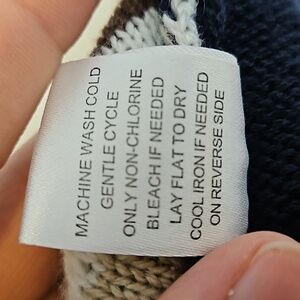 MACHINE WASH COLD
GENTLE CYCLE
ONLY NON-CHLORINE
BLEACH IF NEEDED
LAY FLAT TO DRY
COOL IRON IF NEEDED
ON REVERSE SIDE